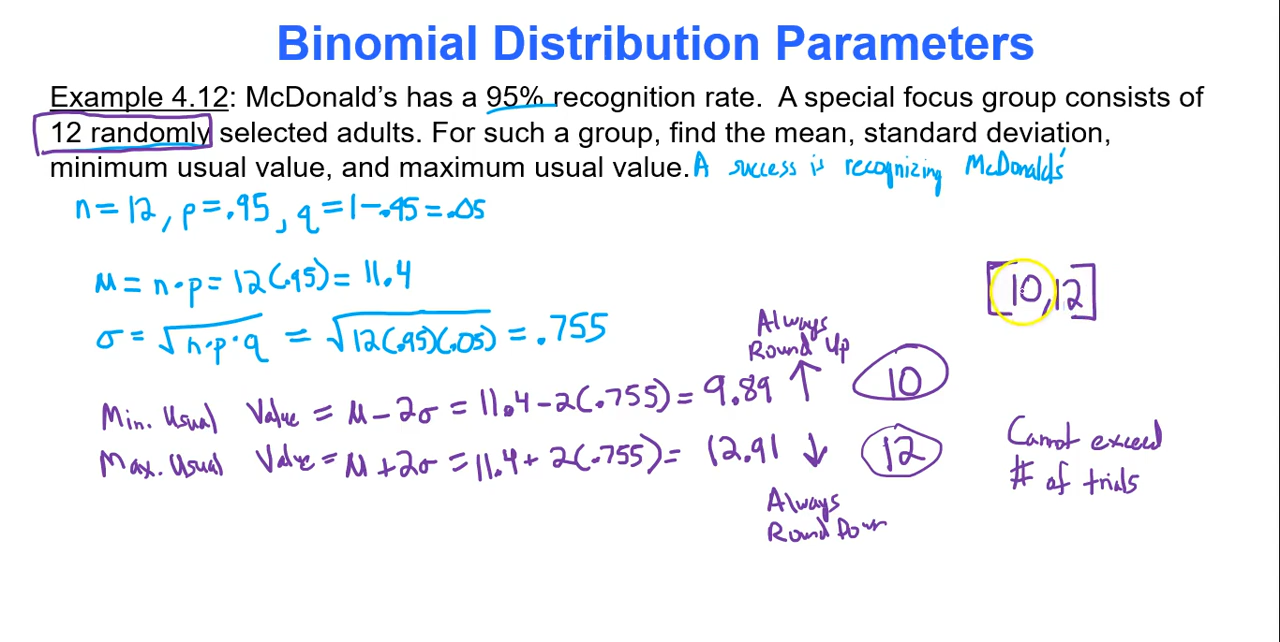 Binomial Distribution Parameters
Example 4.12: McDonald's has a 95% recognition rate. A special focus group consists of
12 randomly selected adults. For such a group, find the mean, standard deviation,
minimum usual value, and maximum usual value. A success is recognizing McDonald's
n=12, p=.95, q=1-.95=.05
μ = n·p = 12(.95) = 11.4
[10,12]
σ = √n·p·q = √12(.95)(.05) = .755
Always
Round Up
Min. Usual Value = μ-2σ = 11.4-2(.755) = 9.89 ↑ 10
Max. Usual Value = μ+2σ = 11.4+2(.755) = 12.91 ↓ 12
Cannot exceed
# of trials
Always
Round Down